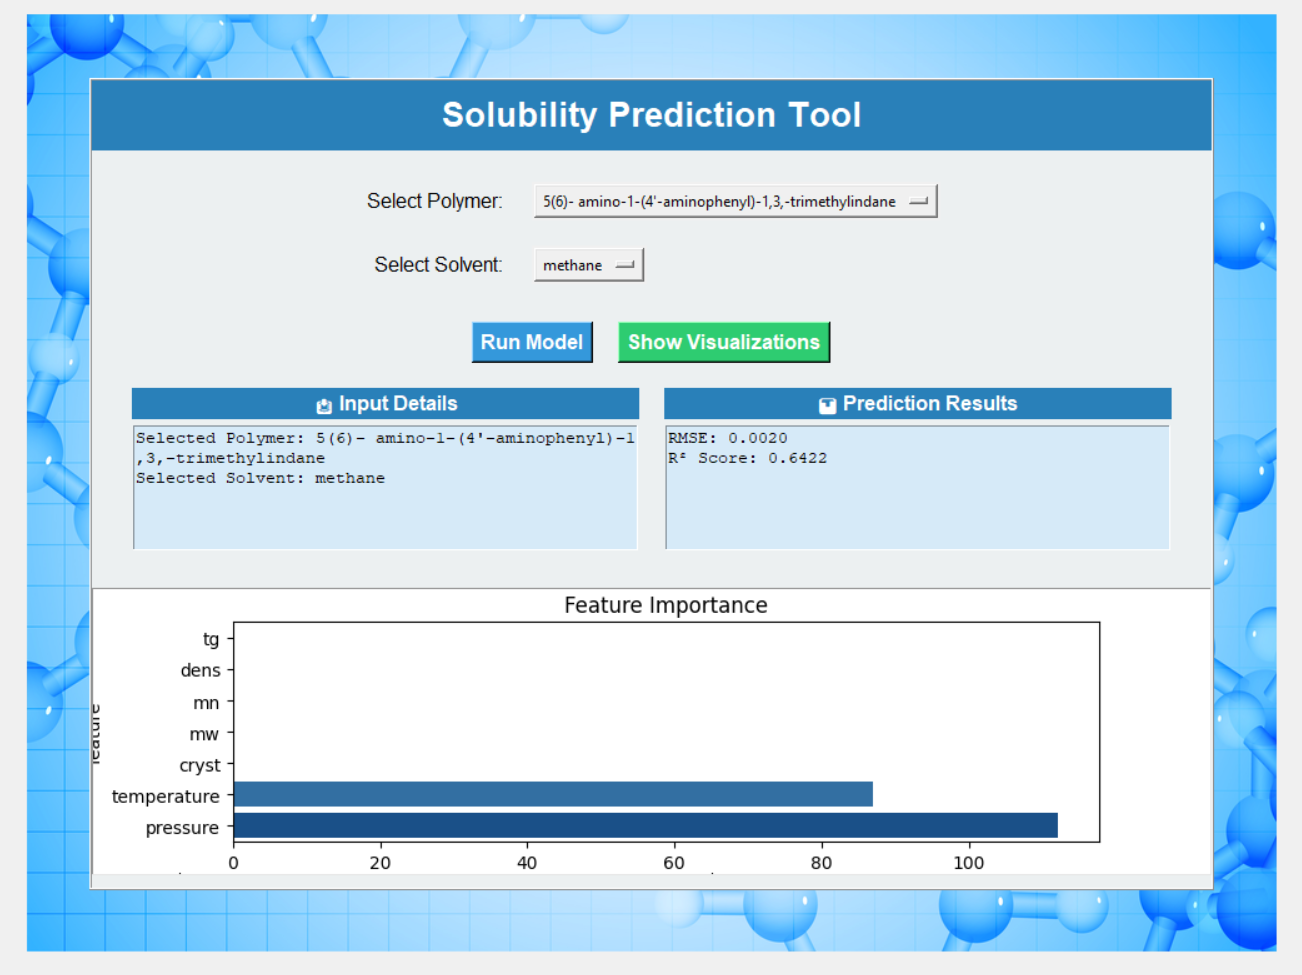 Solubility Prediction Tool
Select Polymer: 5(6)- amino-1-(4'-aminophenyl)-1,3,-trimethylindane
Select Solvent: methane
Run Model Show Visualizations
Input Details
Selected Polymer: 5(6)- amino-1-(4'-aminophenyl)-1
,3,-trimethylindane
Selected Solvent: methane
Prediction Results
RMSE: 0.0020
R² Score: 0.6422
Feature Importance
feature
tg
dens
mn
mw
cryst
temperature
pressure
0 20 40 60 80 100